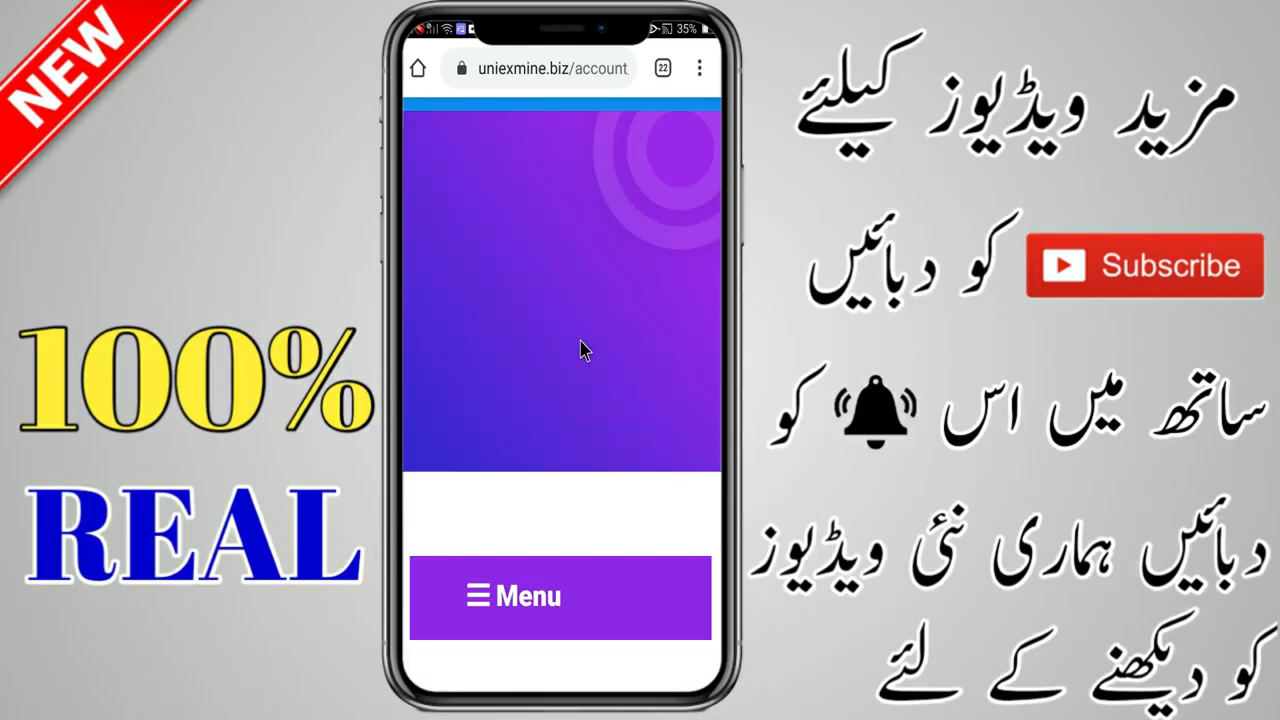 NEW
35%
uniexmine.biz/account
22
Menu
100%
REAL
مزید ویڈیوز کیلئے
Subscribe کو دبائیں
ساتھ میں اس کو
دبائیں ہماری نئی ویڈیوز
کو دیکھنے کے لئے